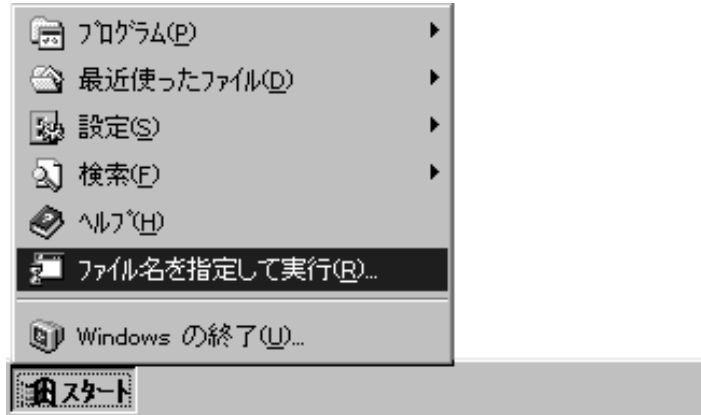 ﾌﾟﾛｸﾞﾗﾑ(P)
最近使ったﾌｧｲﾙ(D)
設定(S)
検索(F)
ﾍﾙﾌﾟ(H)
ﾌｧｲﾙ名を指定して実行(R)...
Windows の終了(U)...
スタート